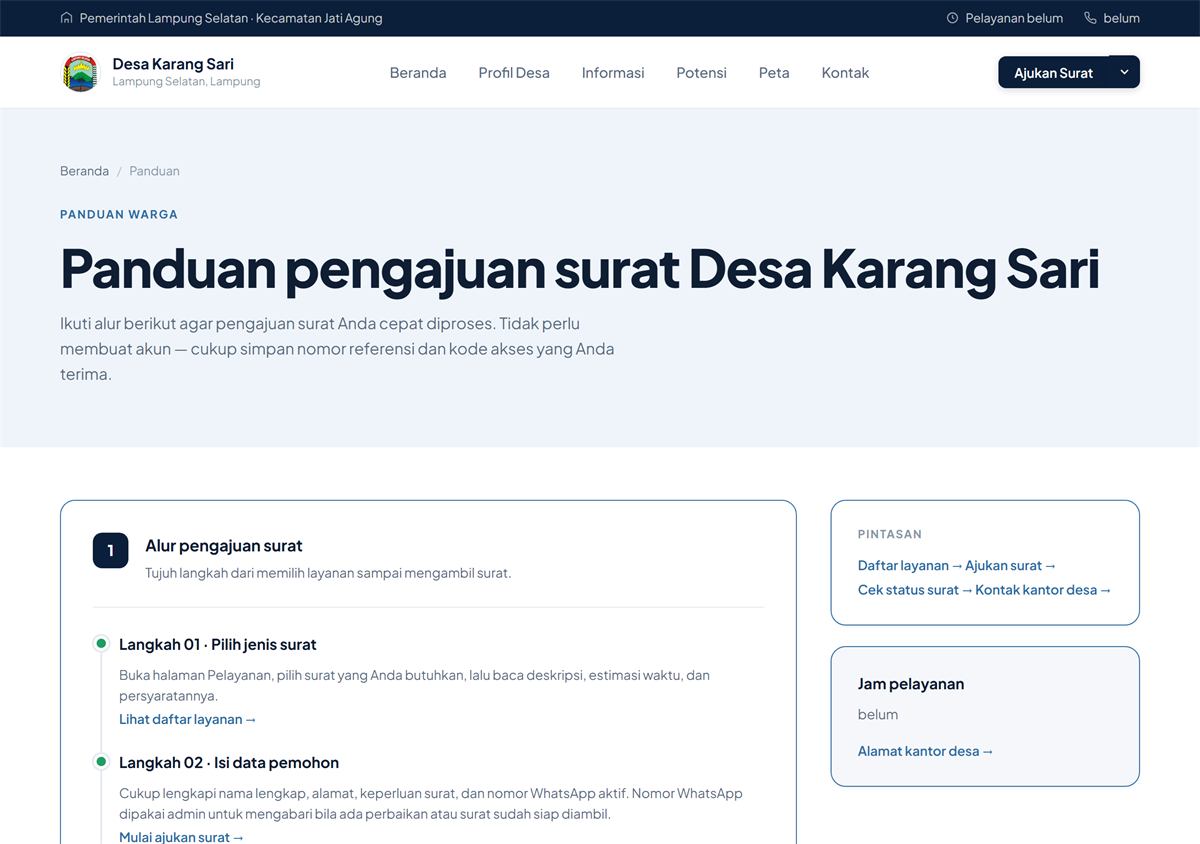 Pemerintah Lampung Selatan · Kecamatan Jati Agung
Pelayanan belum
belum
Desa Karang Sari
Lampung Selatan, Lampung
Beranda
Profil Desa
Informasi
Potensi
Peta
Kontak
Ajukan Surat
Beranda / Panduan
PANDUAN WARGA
Panduan pengajuan surat Desa Karang Sari
Ikuti alur berikut agar pengajuan surat Anda cepat diproses. Tidak perlu
membuat akun — cukup simpan nomor referensi dan kode akses yang Anda
terima.
1
Alur pengajuan surat
Tujuh langkah dari memilih layanan sampai mengambil surat.
Langkah 01 · Pilih jenis surat
Buka halaman Pelayanan, pilih surat yang Anda butuhkan, lalu baca deskripsi, estimasi waktu, dan
persyaratannya.
Lihat daftar layanan →
Langkah 02 · Isi data pemohon
Cukup lengkapi nama lengkap, alamat, keperluan surat, dan nomor WhatsApp aktif. Nomor WhatsApp
dipakai admin untuk mengabari bila ada perbaikan atau surat sudah siap diambil.
Mulai ajukan surat →
PINTASAN
Daftar layanan → Ajukan surat →
Cek status surat → Kontak kantor desa →
Jam pelayanan
belum
Alamat kantor desa →